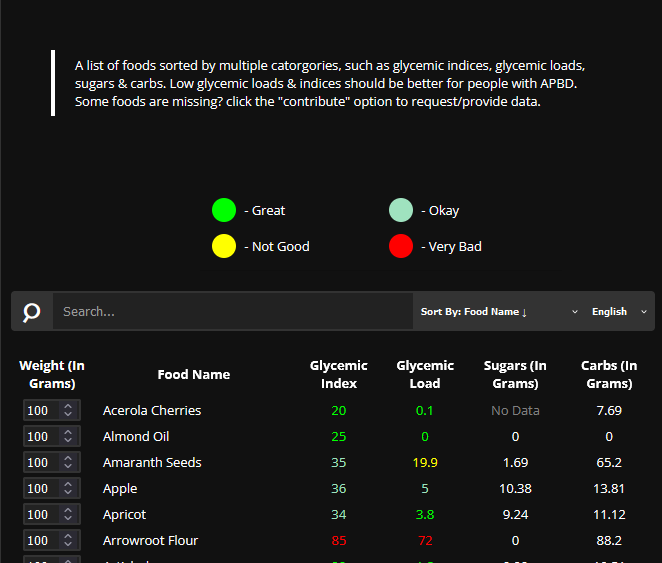 A list of foods sorted by multiple catorgories, such as glycemic indices, glycemic loads,
sugars & carbs. Low glycemic loads & indices should be better for people with APBD.
Some foods are missing? click the "contribute" option to request/provide data.
- Great
- Okay
- Not Good
- Very Bad
Search...
Sort By: Food Name ↓
English
Weight (In Grams) Food Name Glycemic Index Glycemic Load Sugars (In Grams) Carbs (In Grams)
100 Acerola Cherries 20 0.1 No Data 7.69
100 Almond Oil 25 0 0 0
100 Amaranth Seeds 35 19.9 1.69 65.2
100 Apple 36 5 10.38 13.81
100 Apricot 34 3.8 9.24 11.12
100 Arrowroot Flour 85 72 0 88.2